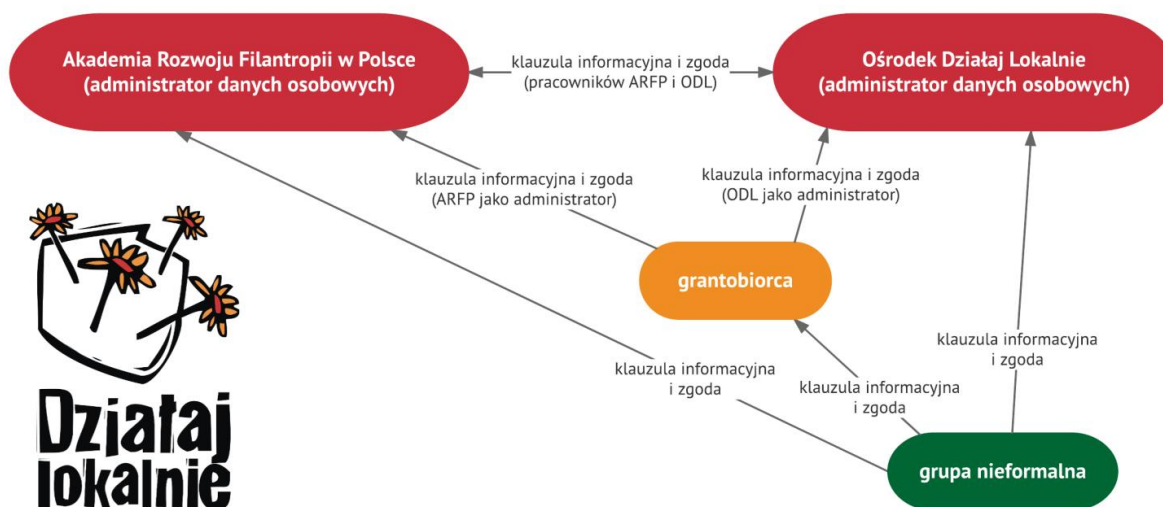 Akademia Rozwoju Filantropii w Polsce
(administrator danych osobowych)
klauzula informacyjna i zgoda
(pracowników ARFP i ODL)
Ośrodek Działaj Lokalnie
(administrator danych osobowych)
klauzula informacyjna i zgoda
(ARFP jako administrator)
klauzula informacyjna i zgoda
(ODL jako administrator)
grantobiorca
klauzula informacyjna
i zgoda
klauzula informacyjna
i zgoda
klauzula informacyjna
i zgoda
grupa nieformalna
Działaj
lokalnie